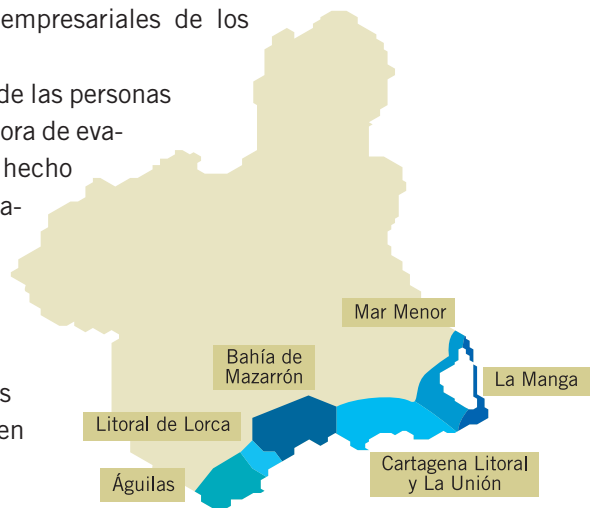 empresariales de los
de las personas
ora de eva-
hecho
a-
s
en
Mar Menor
Bahía de
Mazarrón
La Manga
Litoral de Lorca
Cartagena Litoral
y La Unión
Águilas